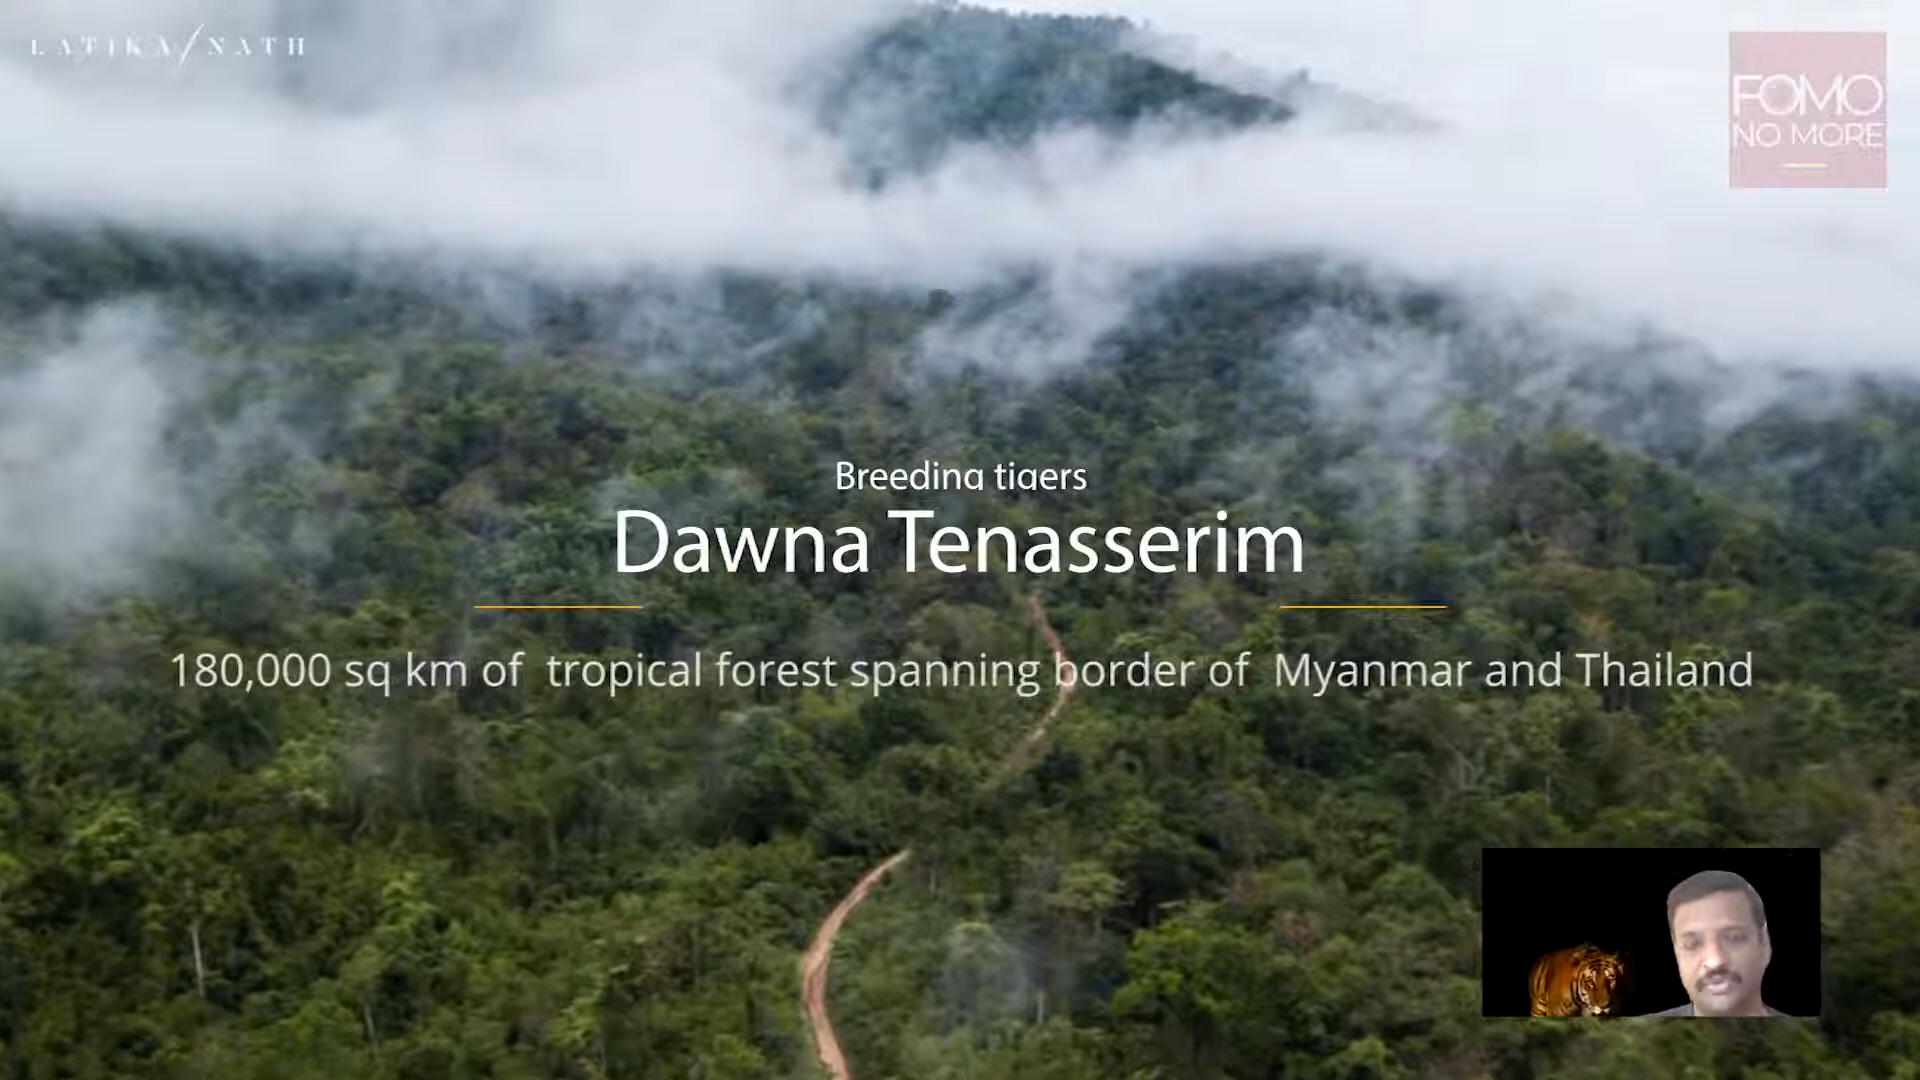 LATIKA/NATH
FOMO
NO MORE
Breeding tigers
Dawna Tenasserim
180,000 sq km of tropical forest spanning border of Myanmar and Thailand